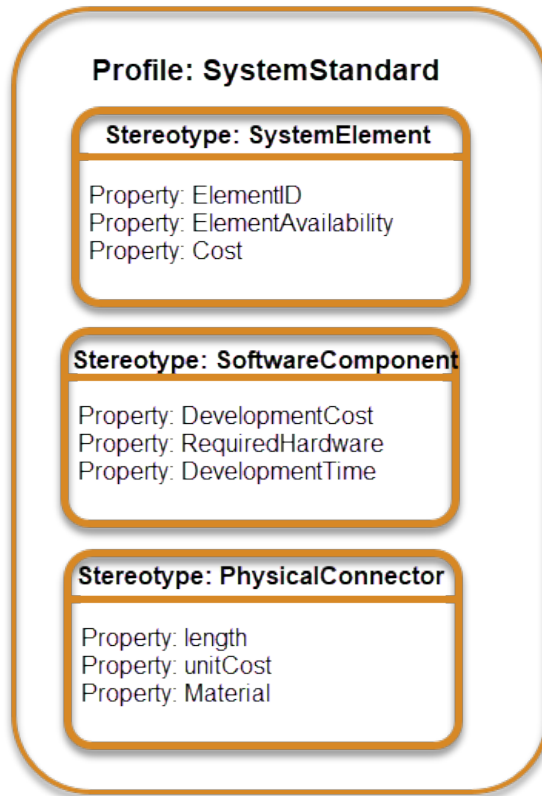 Profile: SystemStandard
Stereotype: SystemElement
Property: ElementID
Property: ElementAvailability
Property: Cost
Stereotype: SoftwareComponent
Property: DevelopmentCost
Property: RequiredHardware
Property: DevelopmentTime
Stereotype: PhysicalConnector
Property: length
Property: unitCost
Property: Material